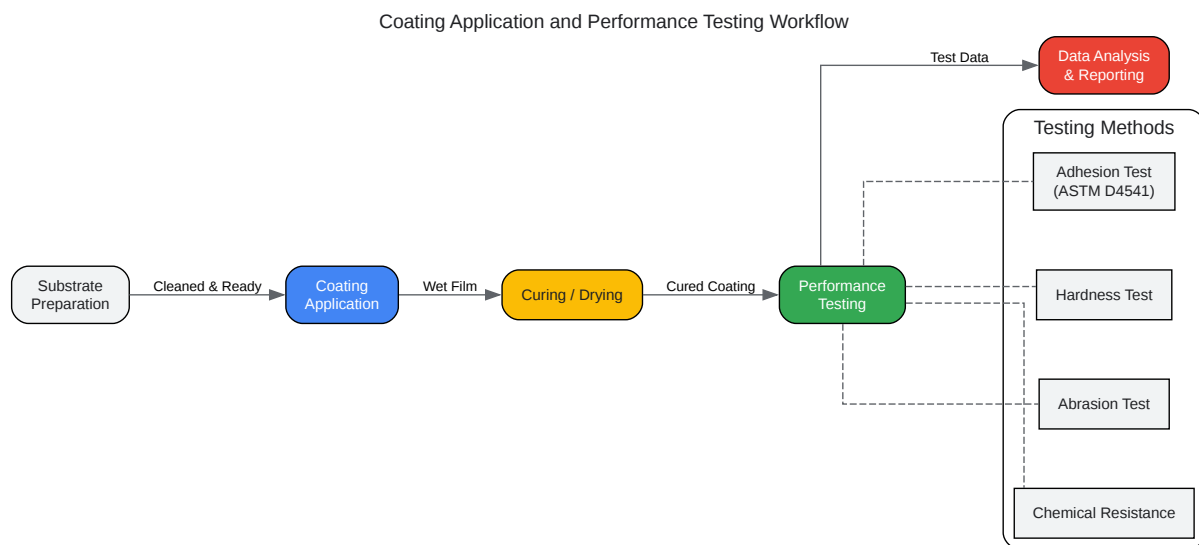 Coating Application and Performance Testing Workflow
Test Data
Data Analysis
& Reporting
Testing Methods
Adhesion Test
(ASTM D4541)
Substrate
Preparation
Cleaned & Ready
Coating
Application
Wet Film
Curing / Drying
Cured Coating
Performance
Testing
Hardness Test
Abrasion Test
Chemical Resistance